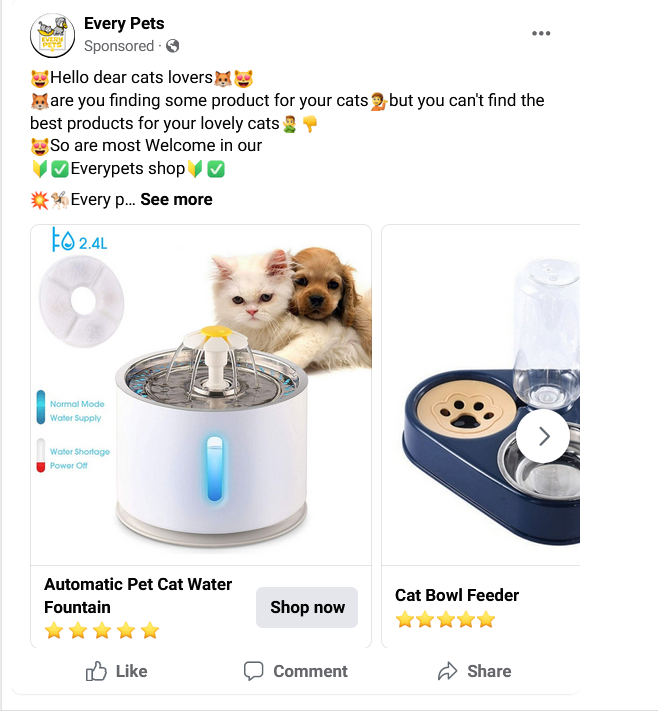 Every Pets
Sponsored ·
😻Hello dear cats lovers🐱😻
🐱are you finding some product for your cats💁but you can't find the
best products for your lovely cats🤷👇
😻So are most Welcome in our
🔰✅Everypets shop🔰✅
💥🏇Every p... See more
2.4L
Normal Mode
Water Supply
Water Shortage
Power Off
Automatic Pet Cat Water
Fountain
Shop now
⭐⭐⭐⭐⭐
Cat Bowl Feeder
⭐⭐⭐⭐⭐
Like
Comment
Share